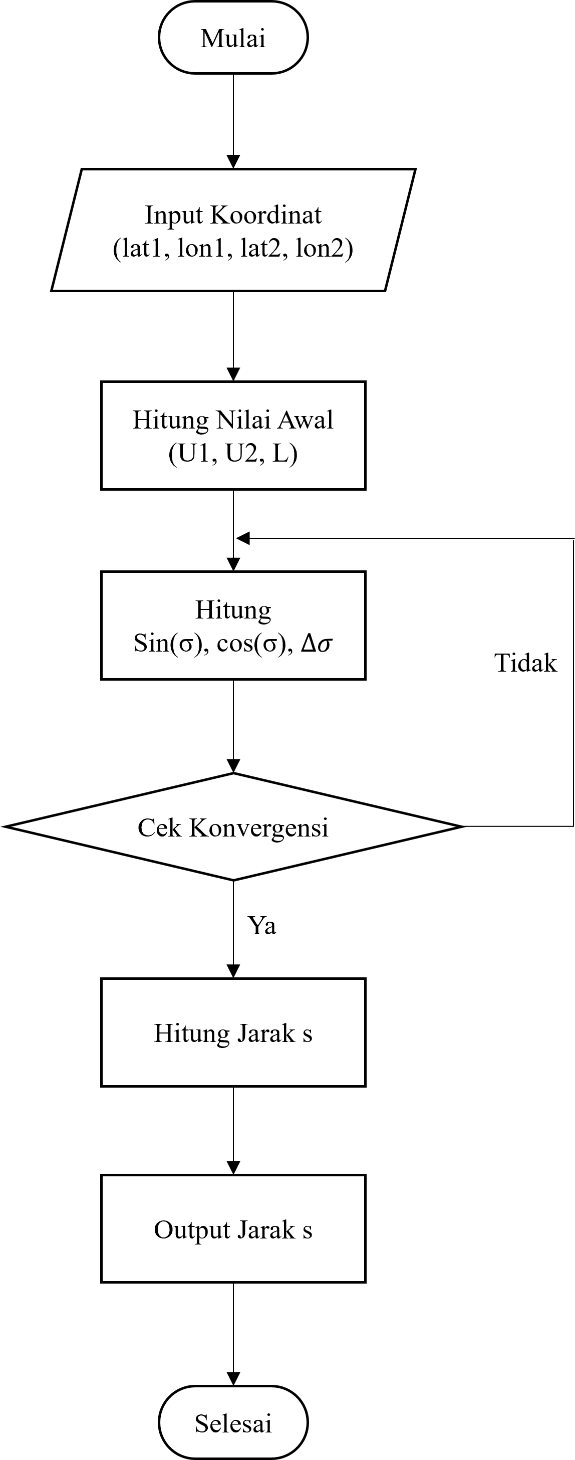 Mulai
Input Koordinat
(lat1, lon1, lat2, lon2)
Hitung Nilai Awal
(U1, U2, L)
Hitung
Sin(σ), cos(σ), Δ𝜎
Tidak
Cek Konvergensi
Ya
Hitung Jarak s
Output Jarak s
Selesai